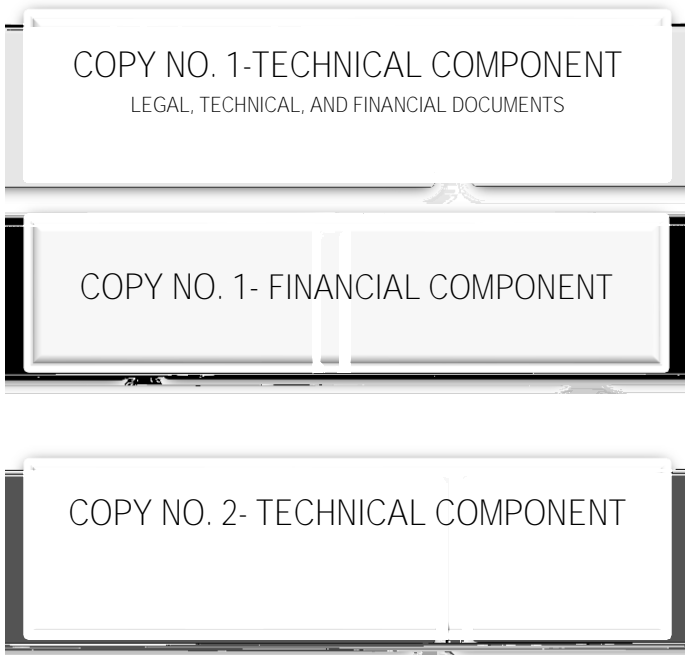 COPY NO. 1-TECHNICAL COMPONENT
LEGAL, TECHNICAL, AND FINANCIAL DOCUMENTS
COPY NO. 1- FINANCIAL COMPONENT
COPY NO. 2- TECHNICAL COMPONENT